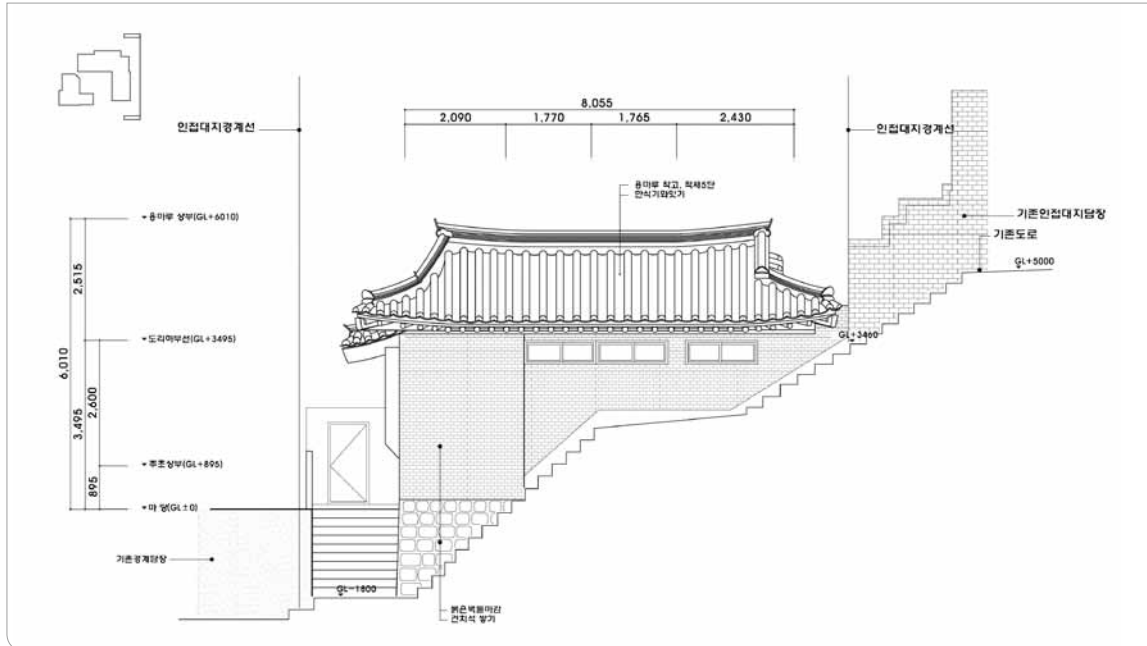 8,055
2,090
1,770
1,765
2,430
인접대지경계선
인접대지경계선
용마루 착고, 적새5단
한식기와잇기
용마루 상부(GL+6010)
기존인접대지담장
기존도로
GL+5000
2,515
도리하부선(GL+3495)
GL+3460
6,010
3,495
2,600
주초상부(GL+895)
895
마 당(GL±0)
기존경계담장
GL-1800
붉은벽돌마감
견치석 쌓기